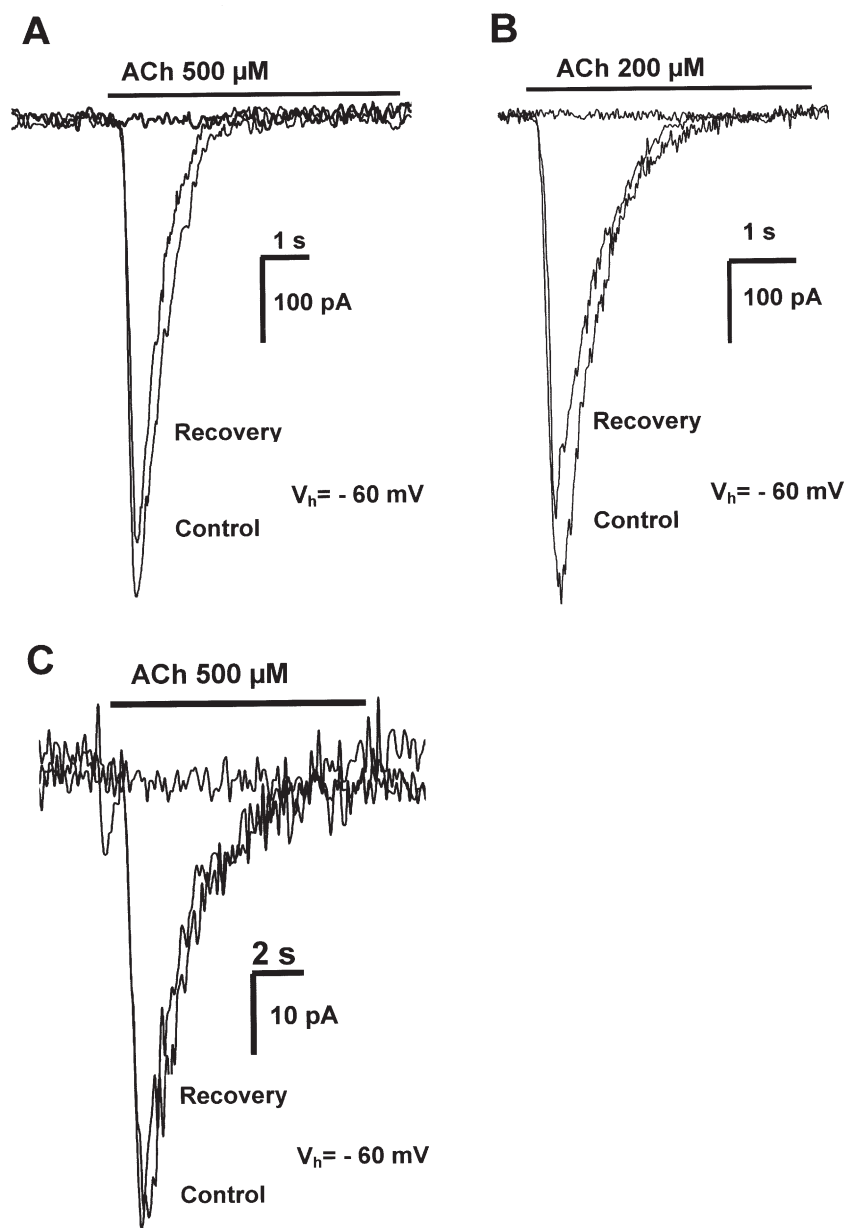 A
ACh 500 µM
1 s
100 pA
Recovery
Vh= - 60 mV
Control
B
ACh 200 µM
1 s
100 pA
Recovery
Vh= - 60 mV
Control
C
ACh 500 µM
2 s
10 pA
Recovery
Vh= - 60 mV
Control